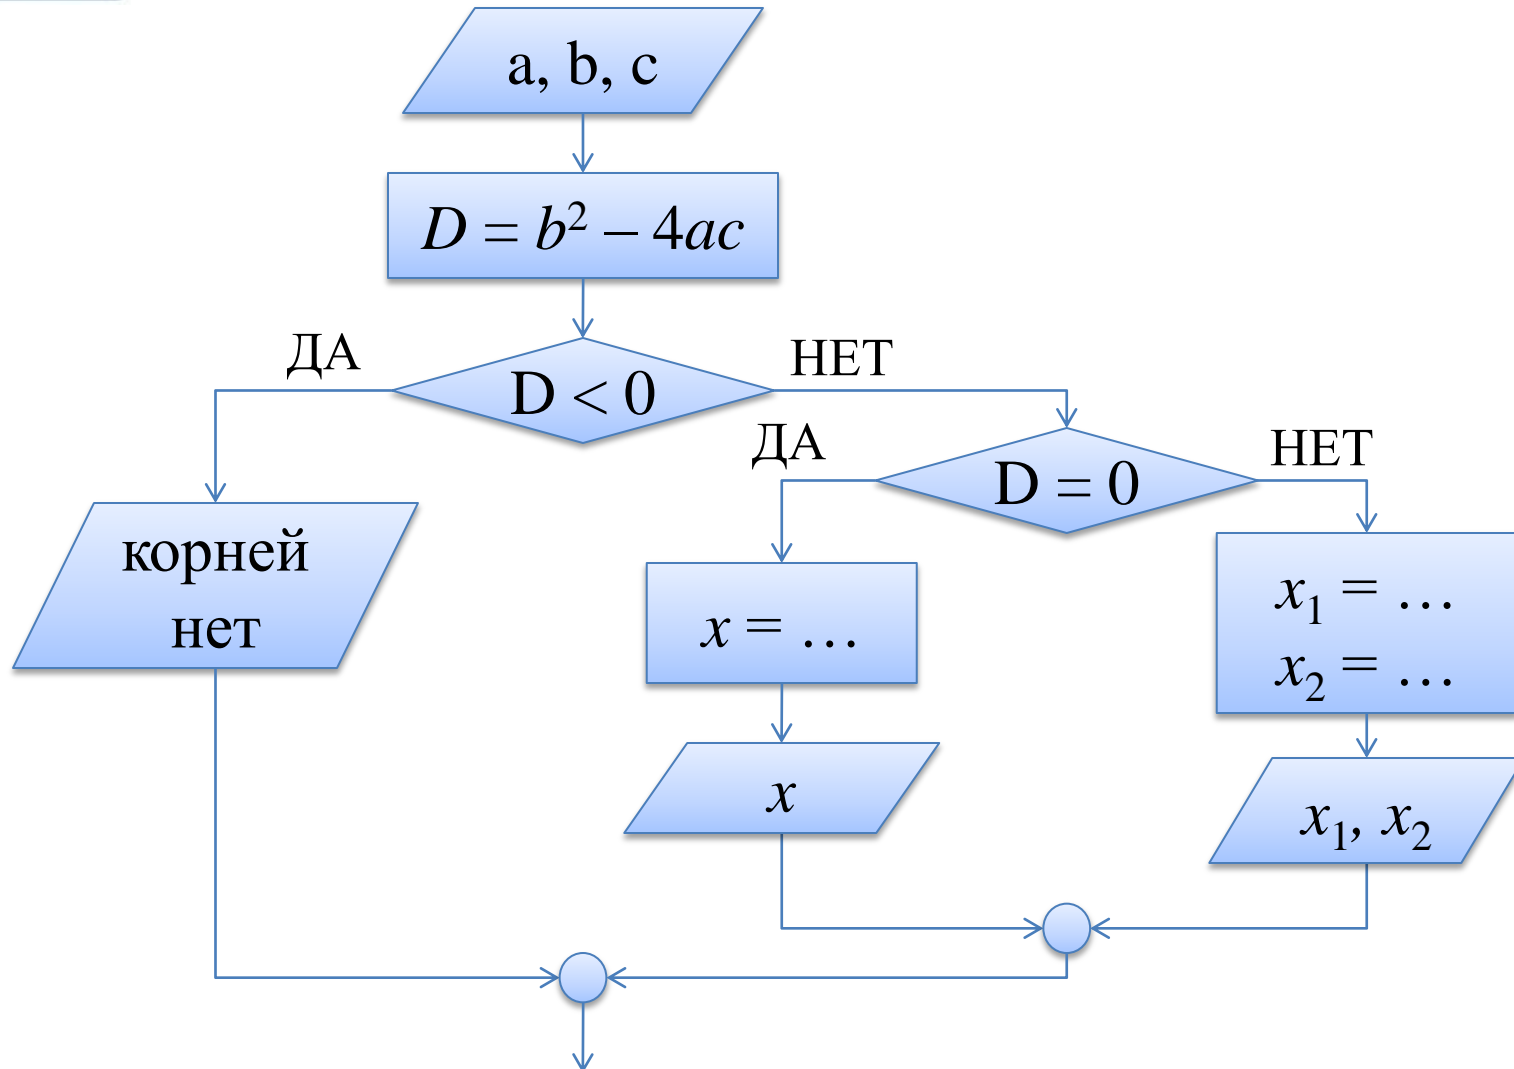 a, b, c
D = b² – 4ac
ДА
НЕТ
D < 0
ДА
НЕТ
D = 0
корней
нет
x = …
x₁ = …
x₂ = …
x
x₁, x₂